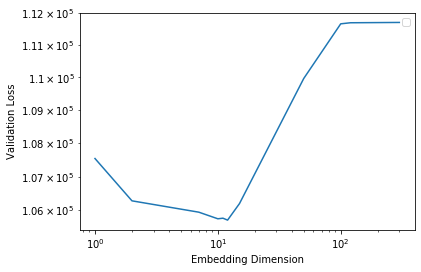 1.12 × 10⁵
1.11 × 10⁵
1.1 × 10⁵
1.09 × 10⁵
1.08 × 10⁵
1.07 × 10⁵
1.06 × 10⁵
Validation Loss
10⁰ 10¹ 10²
Embedding Dimension